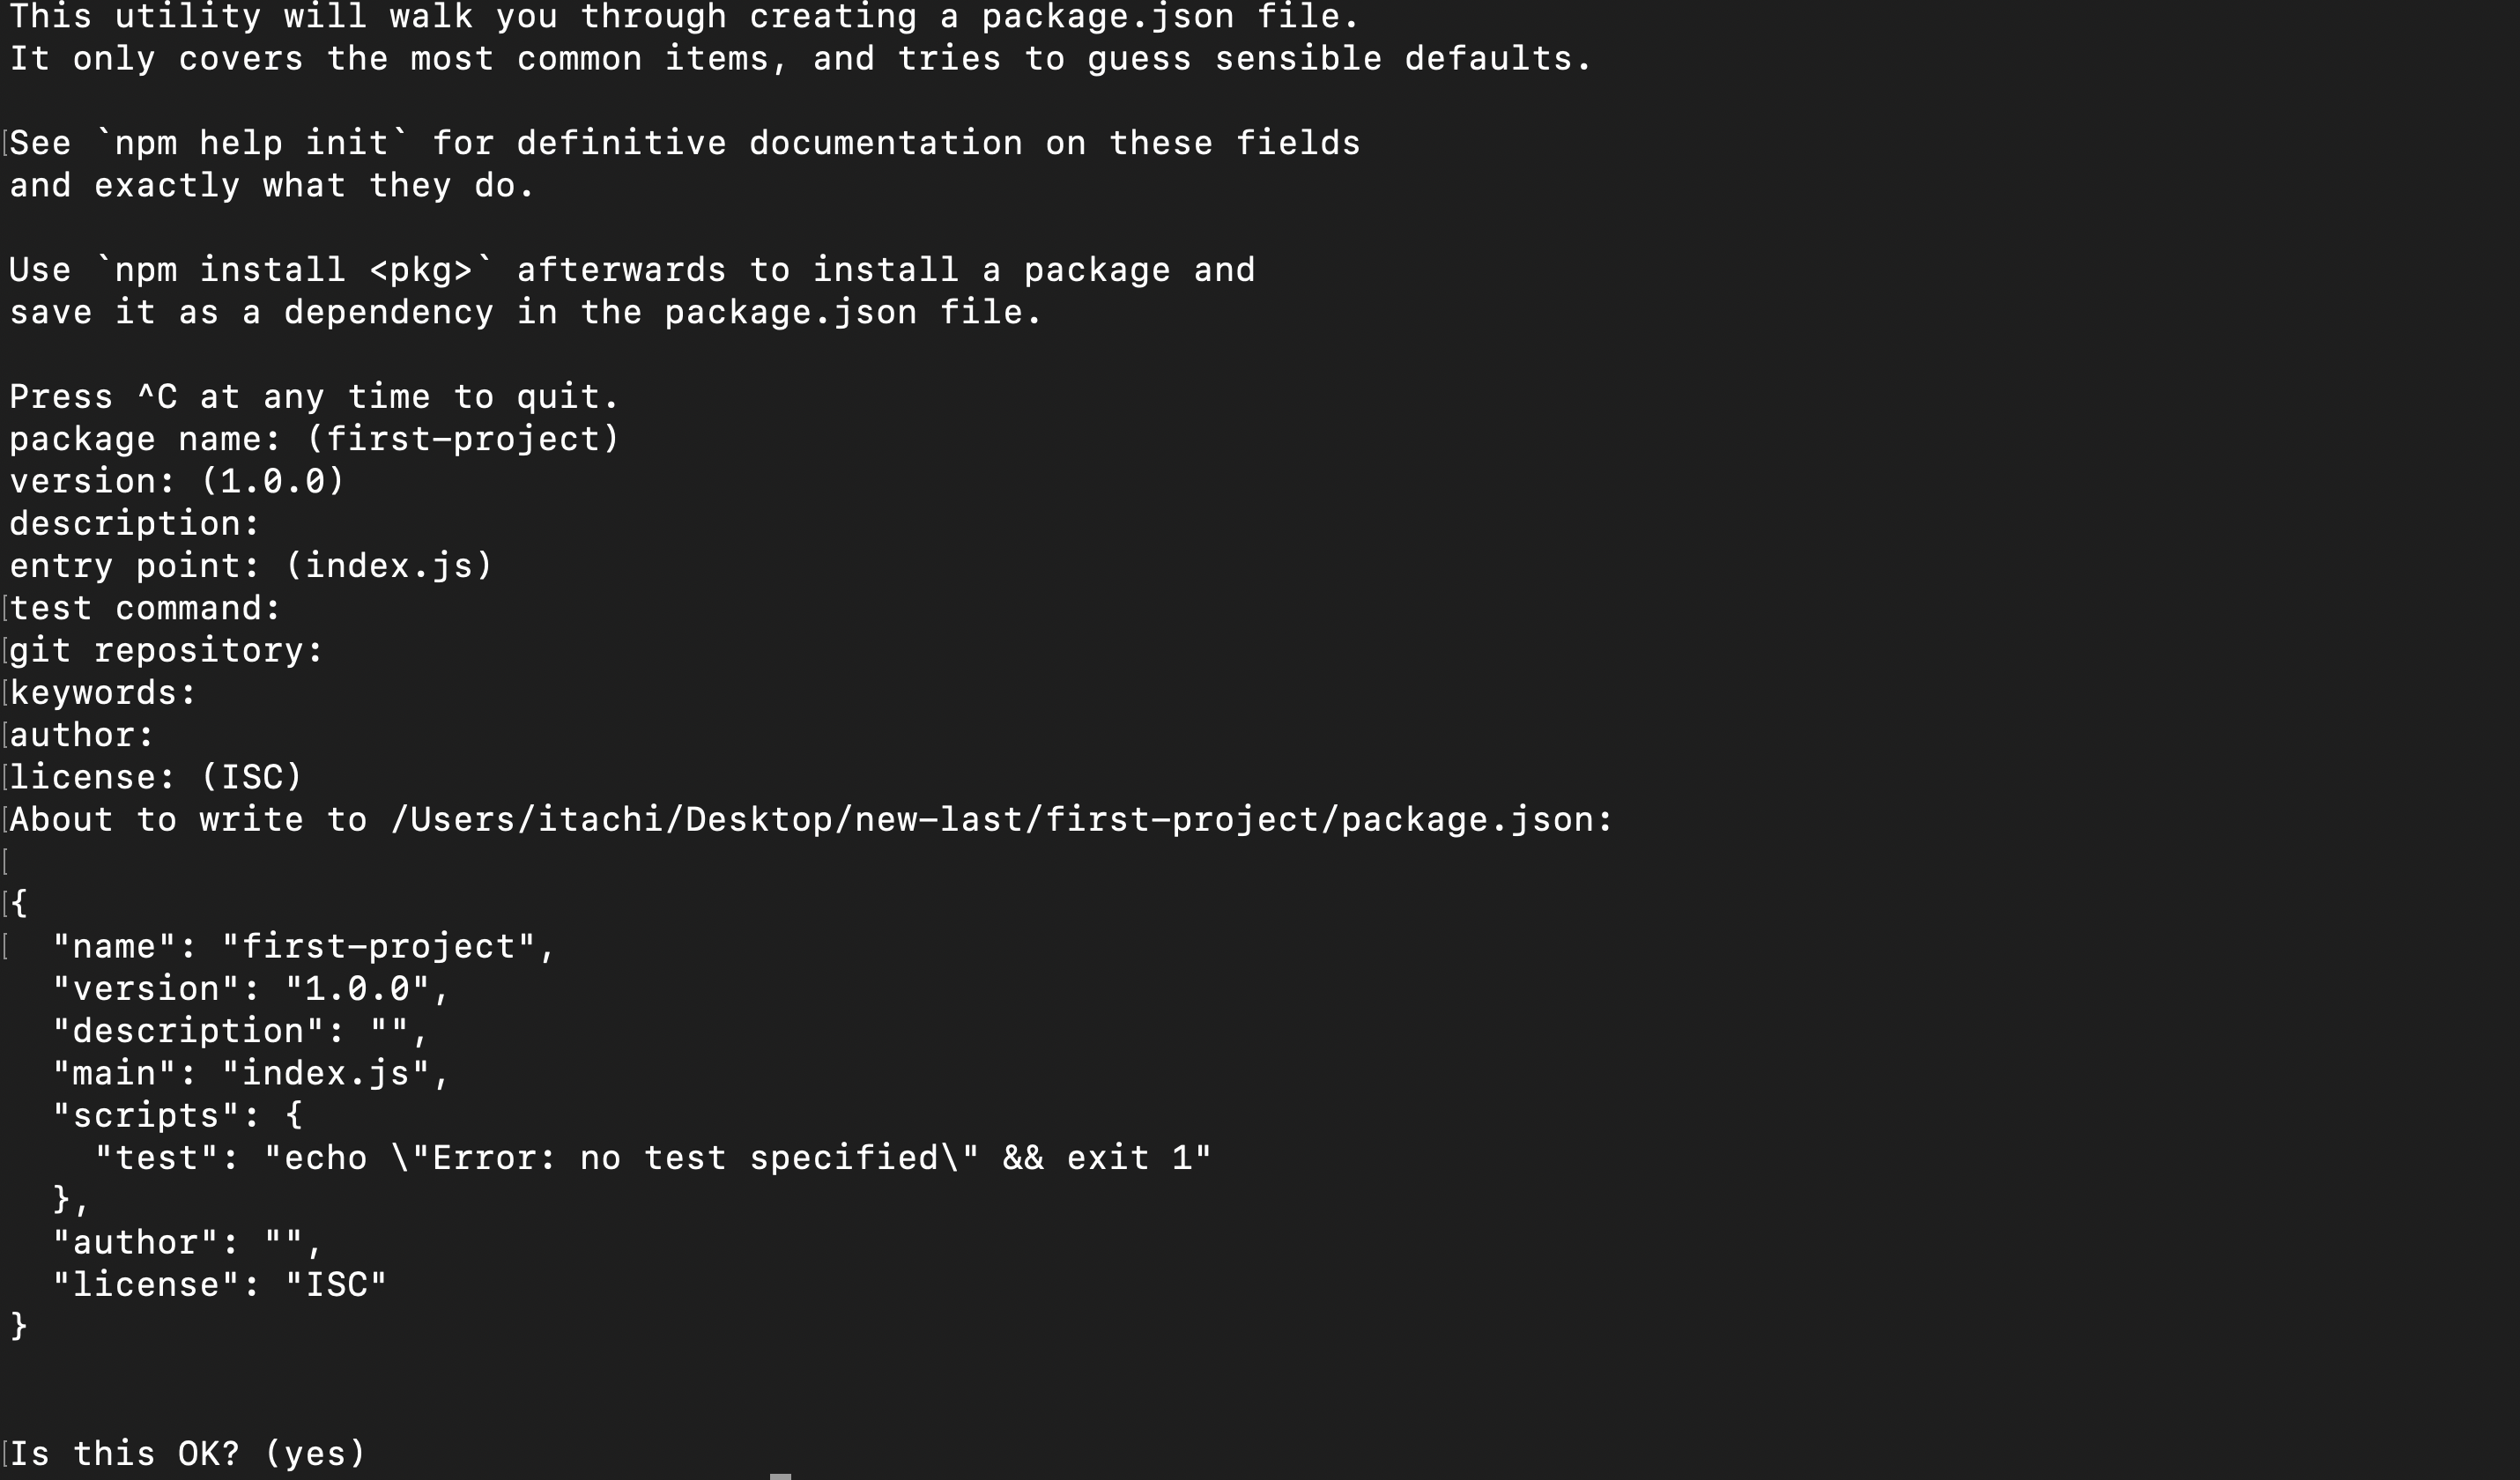 This utility will walk you through creating a package.json file.
It only covers the most common items, and tries to guess sensible defaults.

See `npm help init` for definitive documentation on these fields
and exactly what they do.

Use `npm install <pkg>` afterwards to install a package and
save it as a dependency in the package.json file.

Press ^C at any time to quit.
package name: (first-project)
version: (1.0.0)
description:
entry point: (index.js)
test command:
git repository:
keywords:
author:
license: (ISC)
About to write to /Users/itachi/Desktop/new-last/first-project/package.json:

{
  "name": "first-project",
  "version": "1.0.0",
  "description": "",
  "main": "index.js",
  "scripts": {
    "test": "echo \"Error: no test specified\" && exit 1"
  },
  "author": "",
  "license": "ISC"
}


Is this OK? (yes)